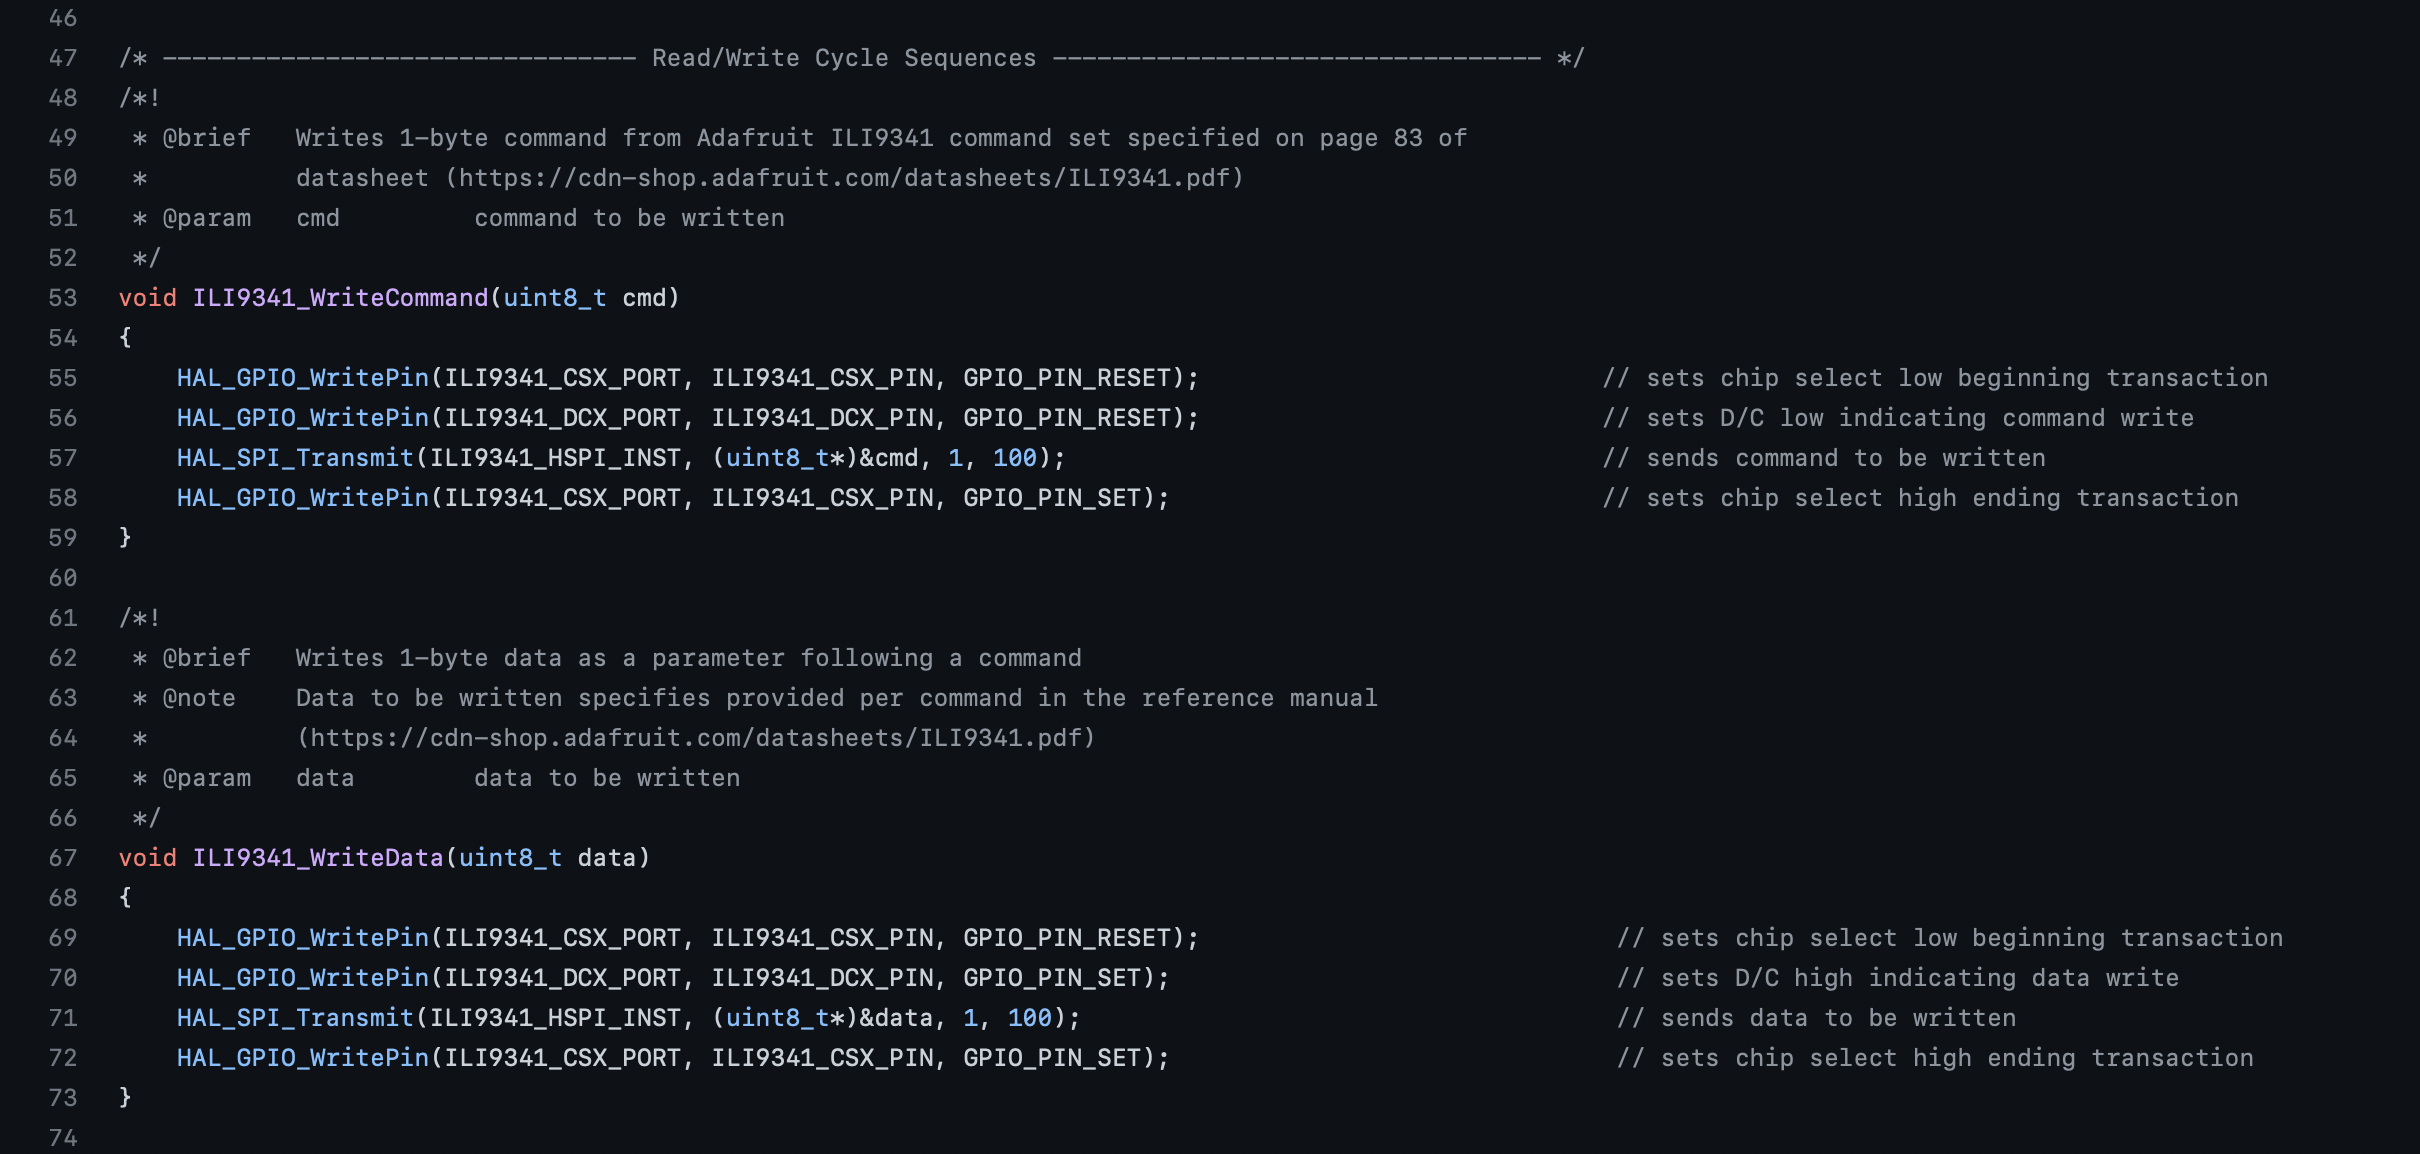 46
47 /* -------------------------------- Read/Write Cycle Sequences --------------------------------- */
48 /*!
49  * @brief   Writes 1-byte command from Adafruit ILI9341 command set specified on page 83 of
50  *          datasheet (https://cdn-shop.adafruit.com/datasheets/ILI9341.pdf)
51  * @param   cmd         command to be written
52  */
53 void ILI9341_WriteCommand(uint8_t cmd)
54 {
55     HAL_GPIO_WritePin(ILI9341_CSX_PORT, ILI9341_CSX_PIN, GPIO_PIN_RESET);                           // sets chip select low beginning transaction
56     HAL_GPIO_WritePin(ILI9341_DCX_PORT, ILI9341_DCX_PIN, GPIO_PIN_RESET);                           // sets D/C low indicating command write
57     HAL_SPI_Transmit(ILI9341_HSPI_INST, (uint8_t*)&cmd, 1, 100);                                    // sends command to be written
58     HAL_GPIO_WritePin(ILI9341_CSX_PORT, ILI9341_CSX_PIN, GPIO_PIN_SET);                             // sets chip select high ending transaction
59 }
60
61 /*!
62  * @brief   Writes 1-byte data as a parameter following a command
63  * @note    Data to be written specifies provided per command in the reference manual
64  *          (https://cdn-shop.adafruit.com/datasheets/ILI9341.pdf)
65  * @param   data        data to be written
66  */
67 void ILI9341_WriteData(uint8_t data)
68 {
69     HAL_GPIO_WritePin(ILI9341_CSX_PORT, ILI9341_CSX_PIN, GPIO_PIN_RESET);                            // sets chip select low beginning transaction
70     HAL_GPIO_WritePin(ILI9341_DCX_PORT, ILI9341_DCX_PIN, GPIO_PIN_SET);                              // sets D/C high indicating data write
71     HAL_SPI_Transmit(ILI9341_HSPI_INST, (uint8_t*)&data, 1, 100);                                    // sends data to be written
72     HAL_GPIO_WritePin(ILI9341_CSX_PORT, ILI9341_CSX_PIN, GPIO_PIN_SET);                              // sets chip select high ending transaction
73 }
74